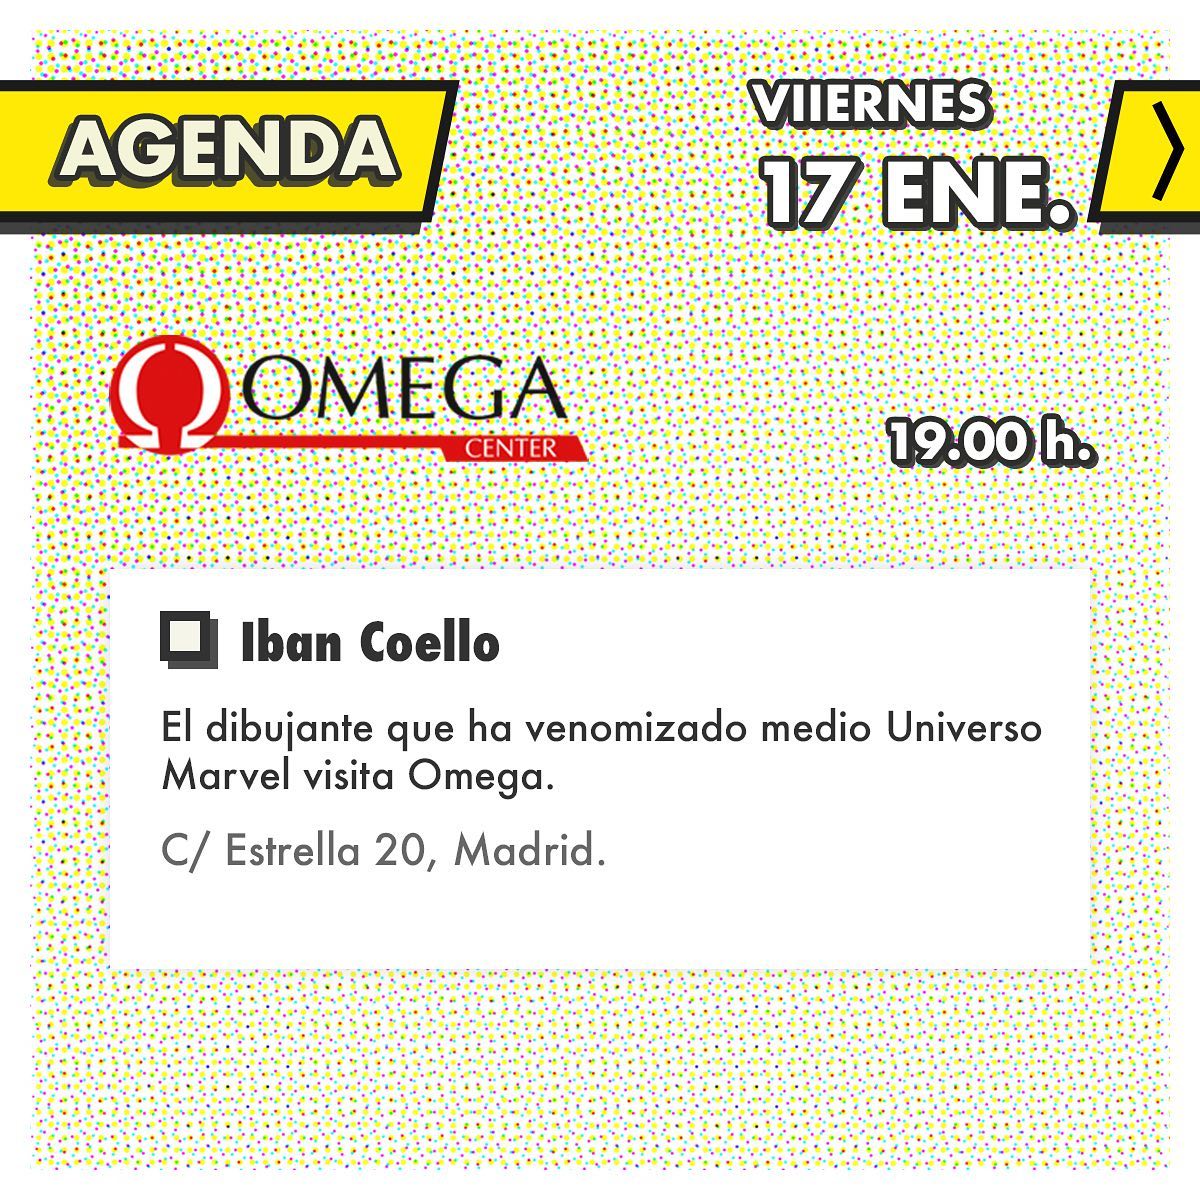 AGENDA
VIIERNES
17 ENE.
OMEGA
CENTER
19.00 h.
Iban Coello
El dibujante que ha venomizado medio Universo
Marvel visita Omega.
C/ Estrella 20, Madrid.